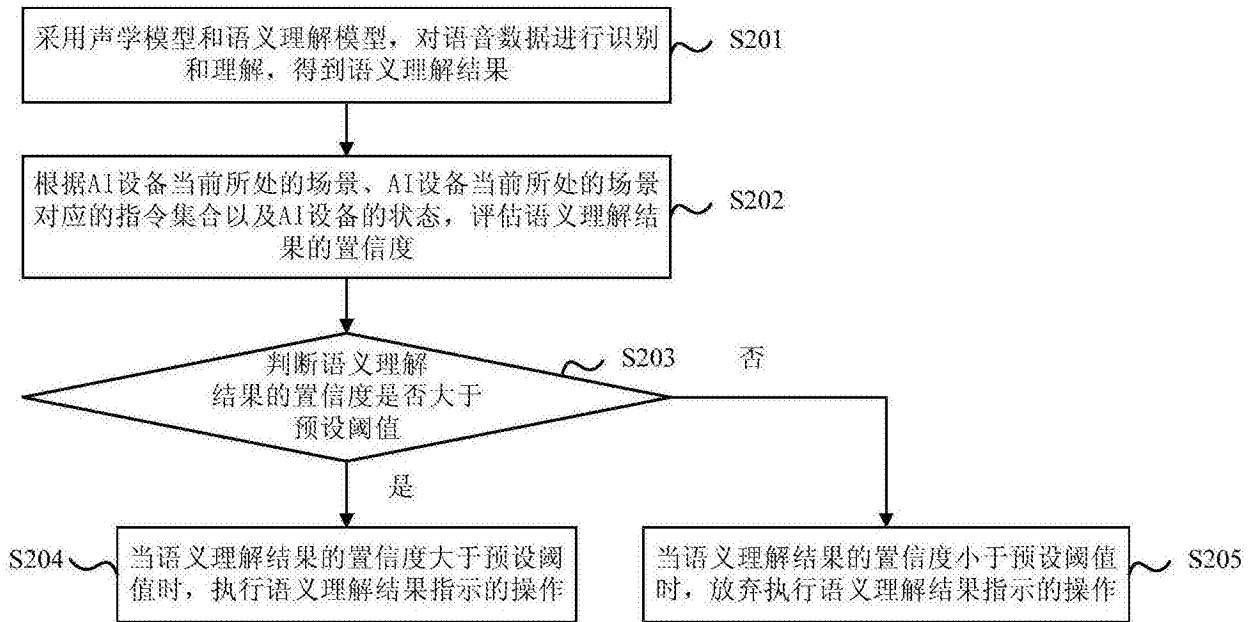 采用声学模型和语义理解模型，对语音数据进行识别
和理解，得到语义理解结果
S201
根据AI设备当前所处的场景、AI设备当前所处的场景
对应的指令集合以及AI设备的状态，评估语义理解结
果的置信度
S202
判断语义理解
结果的置信度是否大于
预设阈值
S203
否
是
S204
当语义理解结果的置信度大于预设阈
值时，执行语义理解结果指示的操作
当语义理解结果的置信度小于预设阈值
时，放弃执行语义理解结果指示的操作
S205